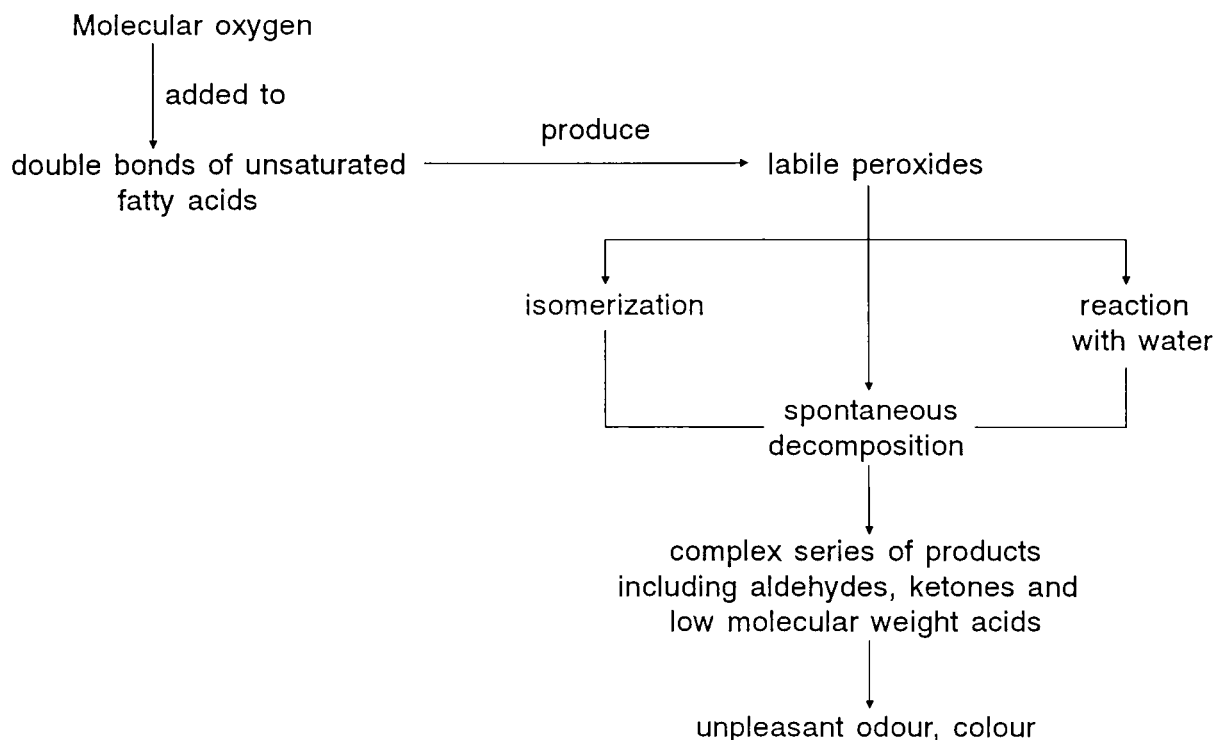 Molecular oxygen
added to
double bonds of unsaturated
fatty acids
produce
labile peroxides
isomerization
reaction
with water
spontaneous
decomposition
complex series of products
including aldehydes, ketones and
low molecular weight acids
unpleasant odour, colour